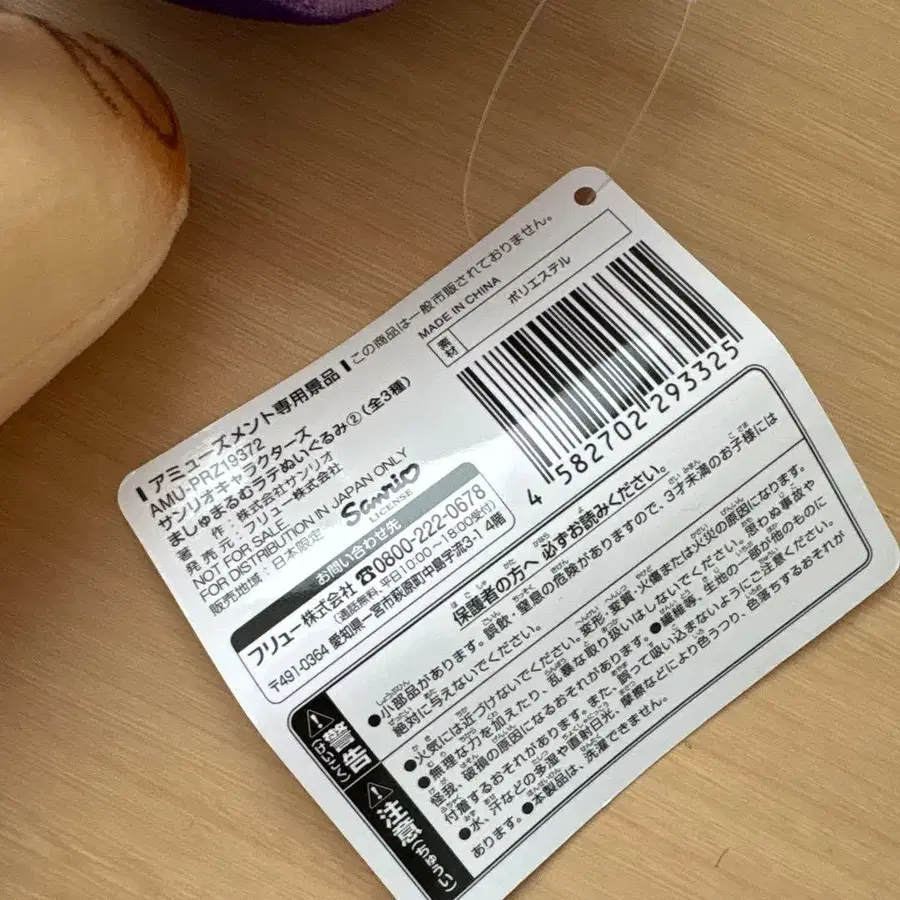 アミューズメント専用景品
この商品は一般市販されておりません。
AMU-PRZ19372
サンリオキャラクターズ
ましゅまるむラテぬいぐるみ②(全3種)
著作:株式会社サンリオ
発売元:フリュー株式会社
NOT FOR SALE
FOR DISTRIBUTION IN JAPAN ONLY
販売地域:日本限定
Sanrio
LICENSE
MADE IN CHINA
素材 ポリエステル
4 582702 293325
お問い合わせ先
フリュー株式会社 ☎0800-222-0678
(通話無料、平日10:00〜18:00受付)
〒491-0364 愛知県一宮市萩原町中島字流3-1 4階
保護者の方へ 必ずお読みください。
警告
(けいこく)
●小部品があります。誤飲、窒息の危険がありますので、3才未満のお子様には
絶対に与えないでください。
注意
(ちゅうい)
●火気には近づけないでください。変形、変質、火傷または火災の原因になります。
●無理な力を加えたり、乱暴な取り扱いはしないでください。思わぬ事故や
怪我、破損の原因になるおそれがあります。●繊維等、生地の一部が他のものに
付着するおそれがあります。また、誤って吸い込まないようにご注意ください。
●水、汗などの多湿や直射日光、摩擦などにより色うつり、色落ちするおそれが
あります。●本製品は、洗濯できません。